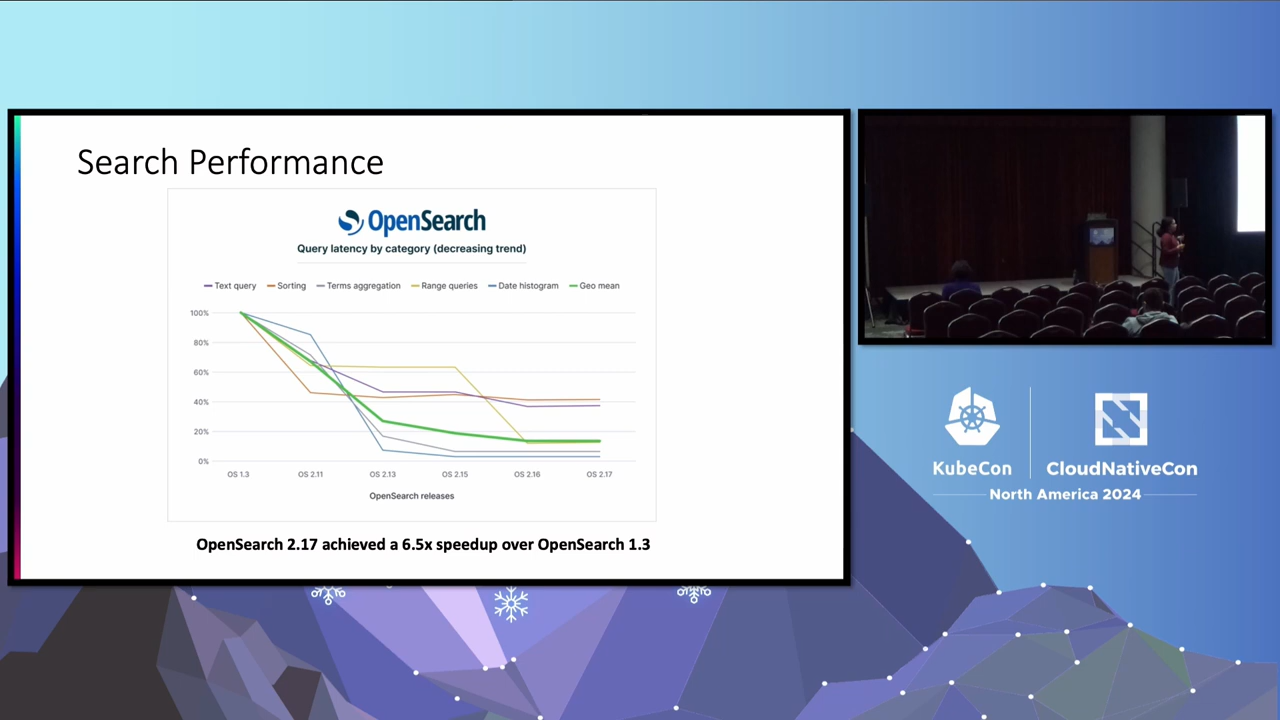 Search Performance
OpenSearch
Query latency by category (decreasing trend)
Text query Sorting Terms aggregation Range queries Date histogram Geo mean
100%
80%
60%
40%
20%
0%
OS 1.3 OS 2.11 OS 2.13 OS 2.15 OS 2.16 OS 2.17
OpenSearch releases
OpenSearch 2.17 achieved a 6.5x speedup over OpenSearch 1.3
KubeCon CloudNativeCon
North America 2024